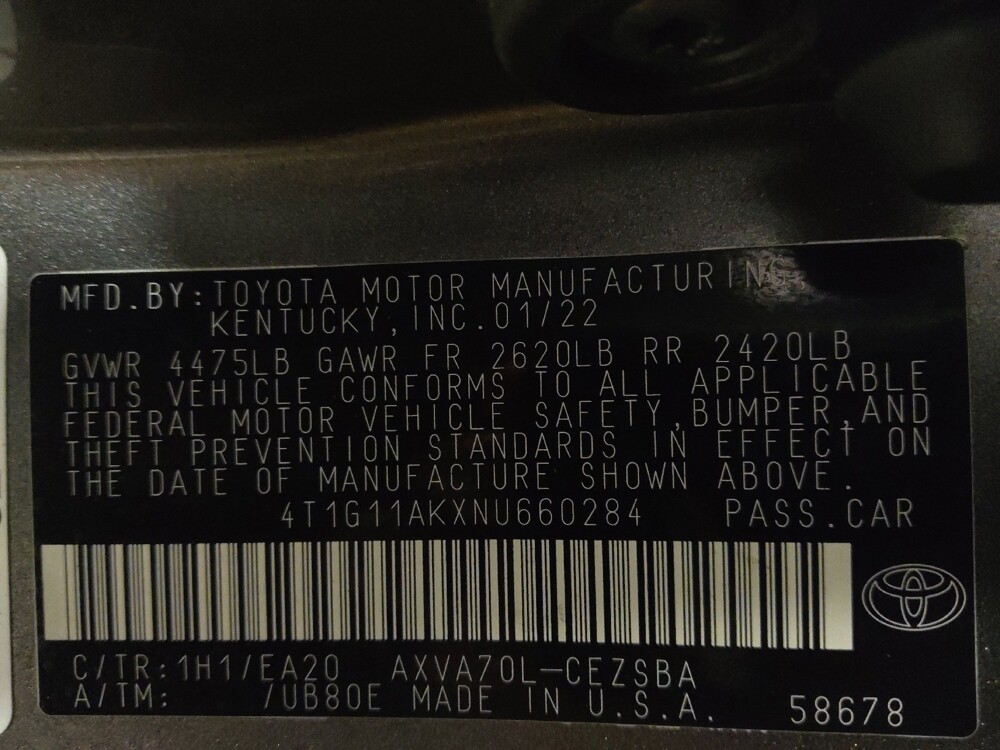 MFD.BY:TOYOTA MOTOR MANUFACTURING
KENTUCKY,INC.01/22
GVWR 4475LB GAWR FR 2620LB RR 2420LB
THIS VEHICLE CONFORMS TO ALL APPLICABLE
FEDERAL MOTOR VEHICLE SAFETY,BUMPER,AND
THEFT PREVENTION STANDARDS IN EFFECT ON
THE DATE OF MANUFACTURE SHOWN ABOVE.
4T1G11AKXNU660284 PASS.CAR
C/TR:1H1/EA20 AXVA70L-CEZSBA
A/TM: /UB80E MADE IN U.S.A. 58678